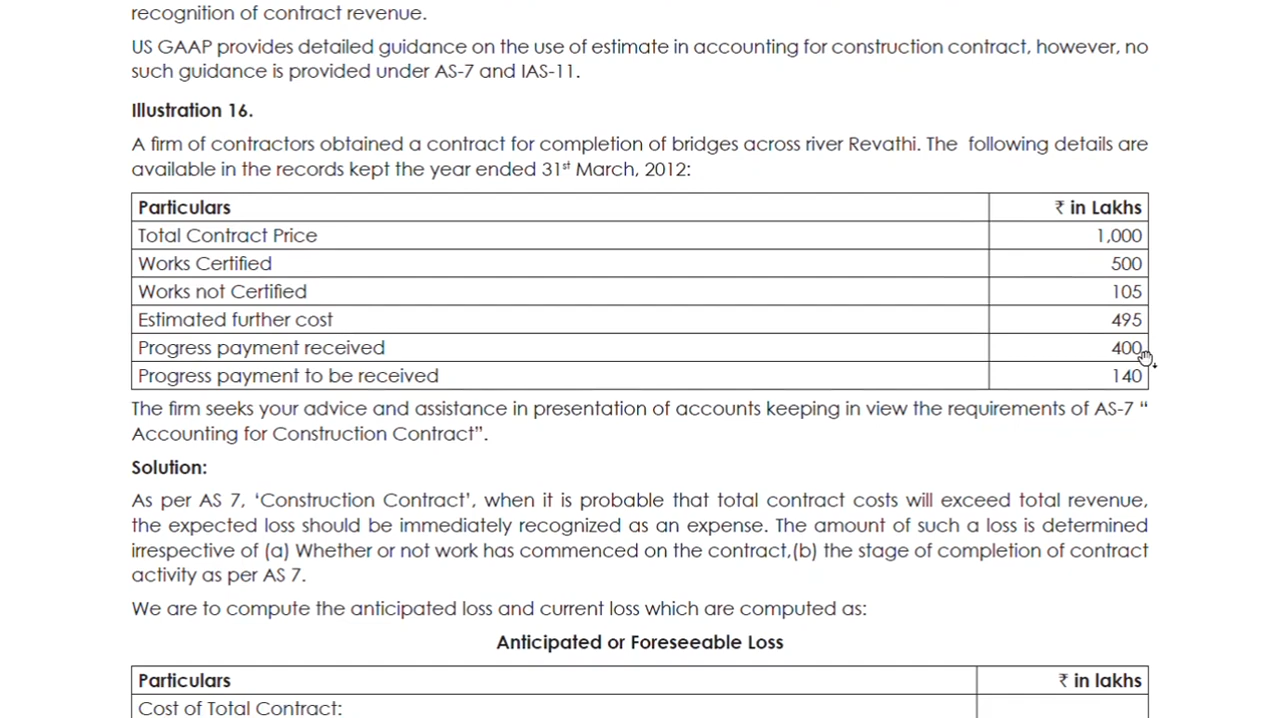 recognition of contract revenue.
US GAAP provides detailed guidance on the use of estimate in accounting for construction contract, however, no
such guidance is provided under AS-7 and IAS-11.
Illustration 16.
A firm of contractors obtained a contract for completion of bridges across river Revathi. The following details are
available in the records kept the year ended 31st March, 2012:
Particulars ₹ in Lakhs
Total Contract Price 1,000
Works Certified 500
Works not Certified 105
Estimated further cost 495
Progress payment received 400
Progress payment to be received 140
The firm seeks your advice and assistance in presentation of accounts keeping in view the requirements of AS-7 “
Accounting for Construction Contract”.
Solution:
As per AS 7, ‘Construction Contract’, when it is probable that total contract costs will exceed total revenue,
the expected loss should be immediately recognized as an expense. The amount of such a loss is determined
irrespective of (a) Whether or not work has commenced on the contract,(b) the stage of completion of contract
activity as per AS 7.
We are to compute the anticipated loss and current loss which are computed as:
Anticipated or Foreseeable Loss
Particulars ₹ in lakhs
Cost of Total Contract: